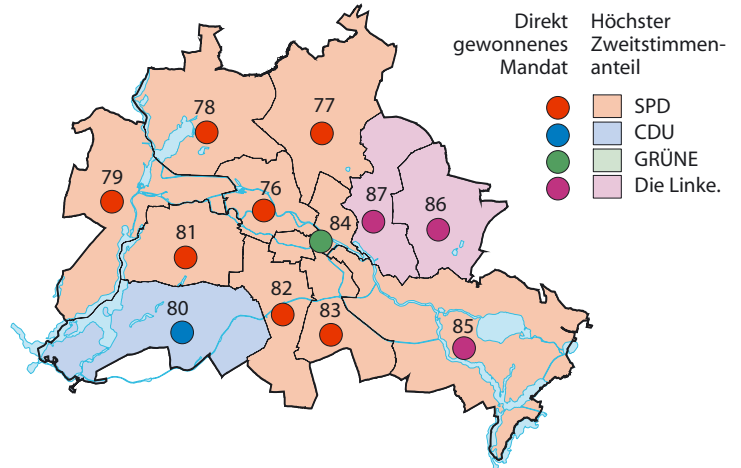 Direkt
gewonnenes
Mandat
Höchster
Zweitstimmen-
anteil
SPD
CDU
GRÜNE
Die Linke.
78
77
79
76
87
86
84
81
80
82
83
85